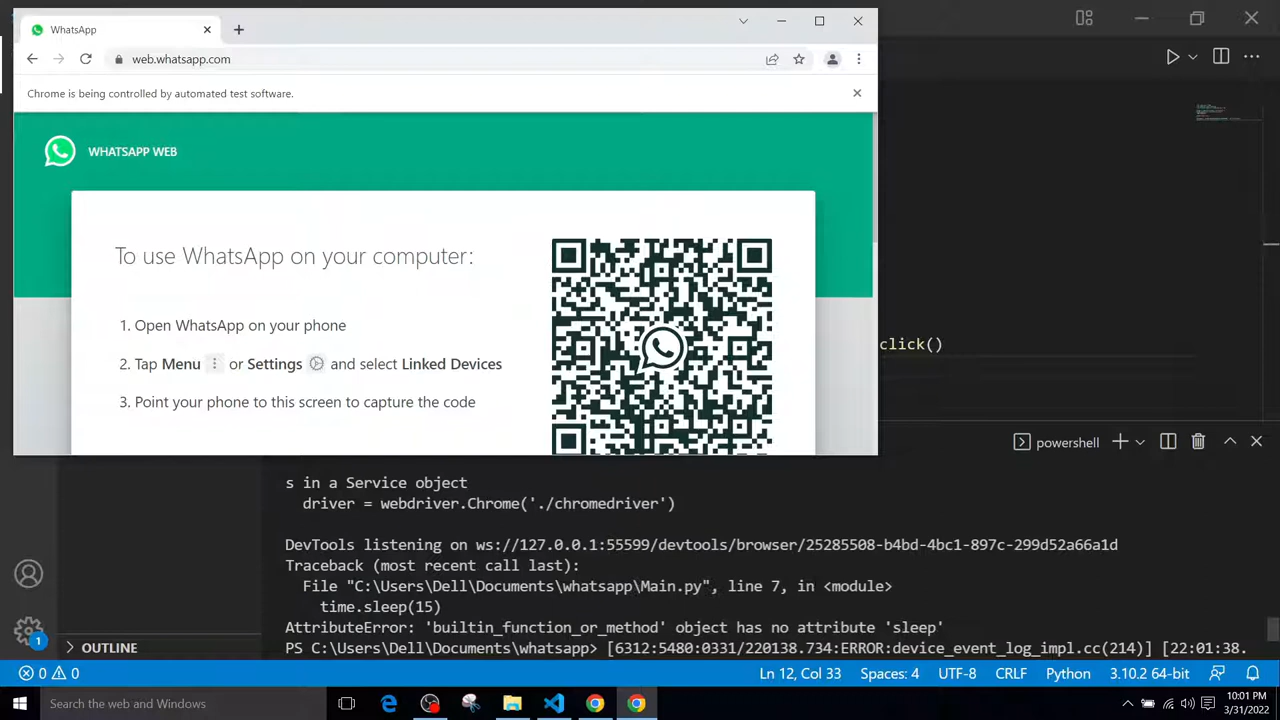 WhatsApp
web.whatsapp.com
Chrome is being controlled by automated test software.
WHATSAPP WEB
To use WhatsApp on your computer:
1. Open WhatsApp on your phone
2. Tap Menu or Settings and select Linked Devices
3. Point your phone to this screen to capture the code
click()
powershell
s in a Service object
driver = webdriver.Chrome('./chromedriver')
DevTools listening on ws://127.0.0.1:55599/devtools/browser/25285508-b4bd-4bc1-897c-299d52a66a1d
Traceback (most recent call last):
File "C:\Users\Dell\Documents\whatsapp\Main.py", line 7, in <module>
time.sleep(15)
AttributeError: 'builtin_function_or_method' object has no attribute 'sleep'
PS C:\Users\Dell\Documents\whatsapp> [6312:5480:0331/220138.734:ERROR:device_event_log_impl.cc(214)] [22:01:38.
1
OUTLINE
0 0
Ln 12, Col 33
Spaces: 4
UTF-8
CRLF
Python
3.10.2 64-bit
Search the web and Windows
10:01 PM
3/31/2022